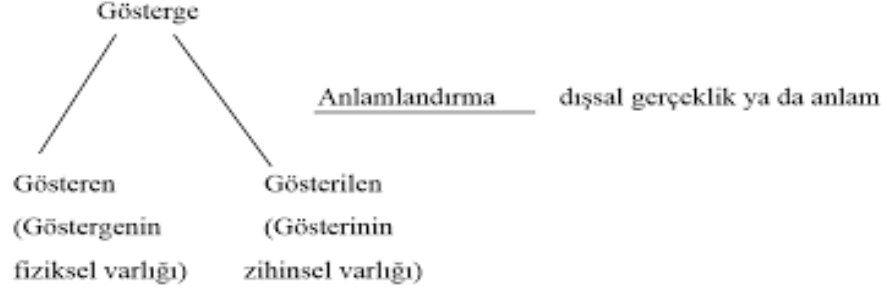 Gösterge
Anlamlandırma dışsal gerçeklik ya da anlam
Gösteren Gösterilen
(Göstergenin (Gösterinin
fiziksel varlığı) zihinsel varlığı)